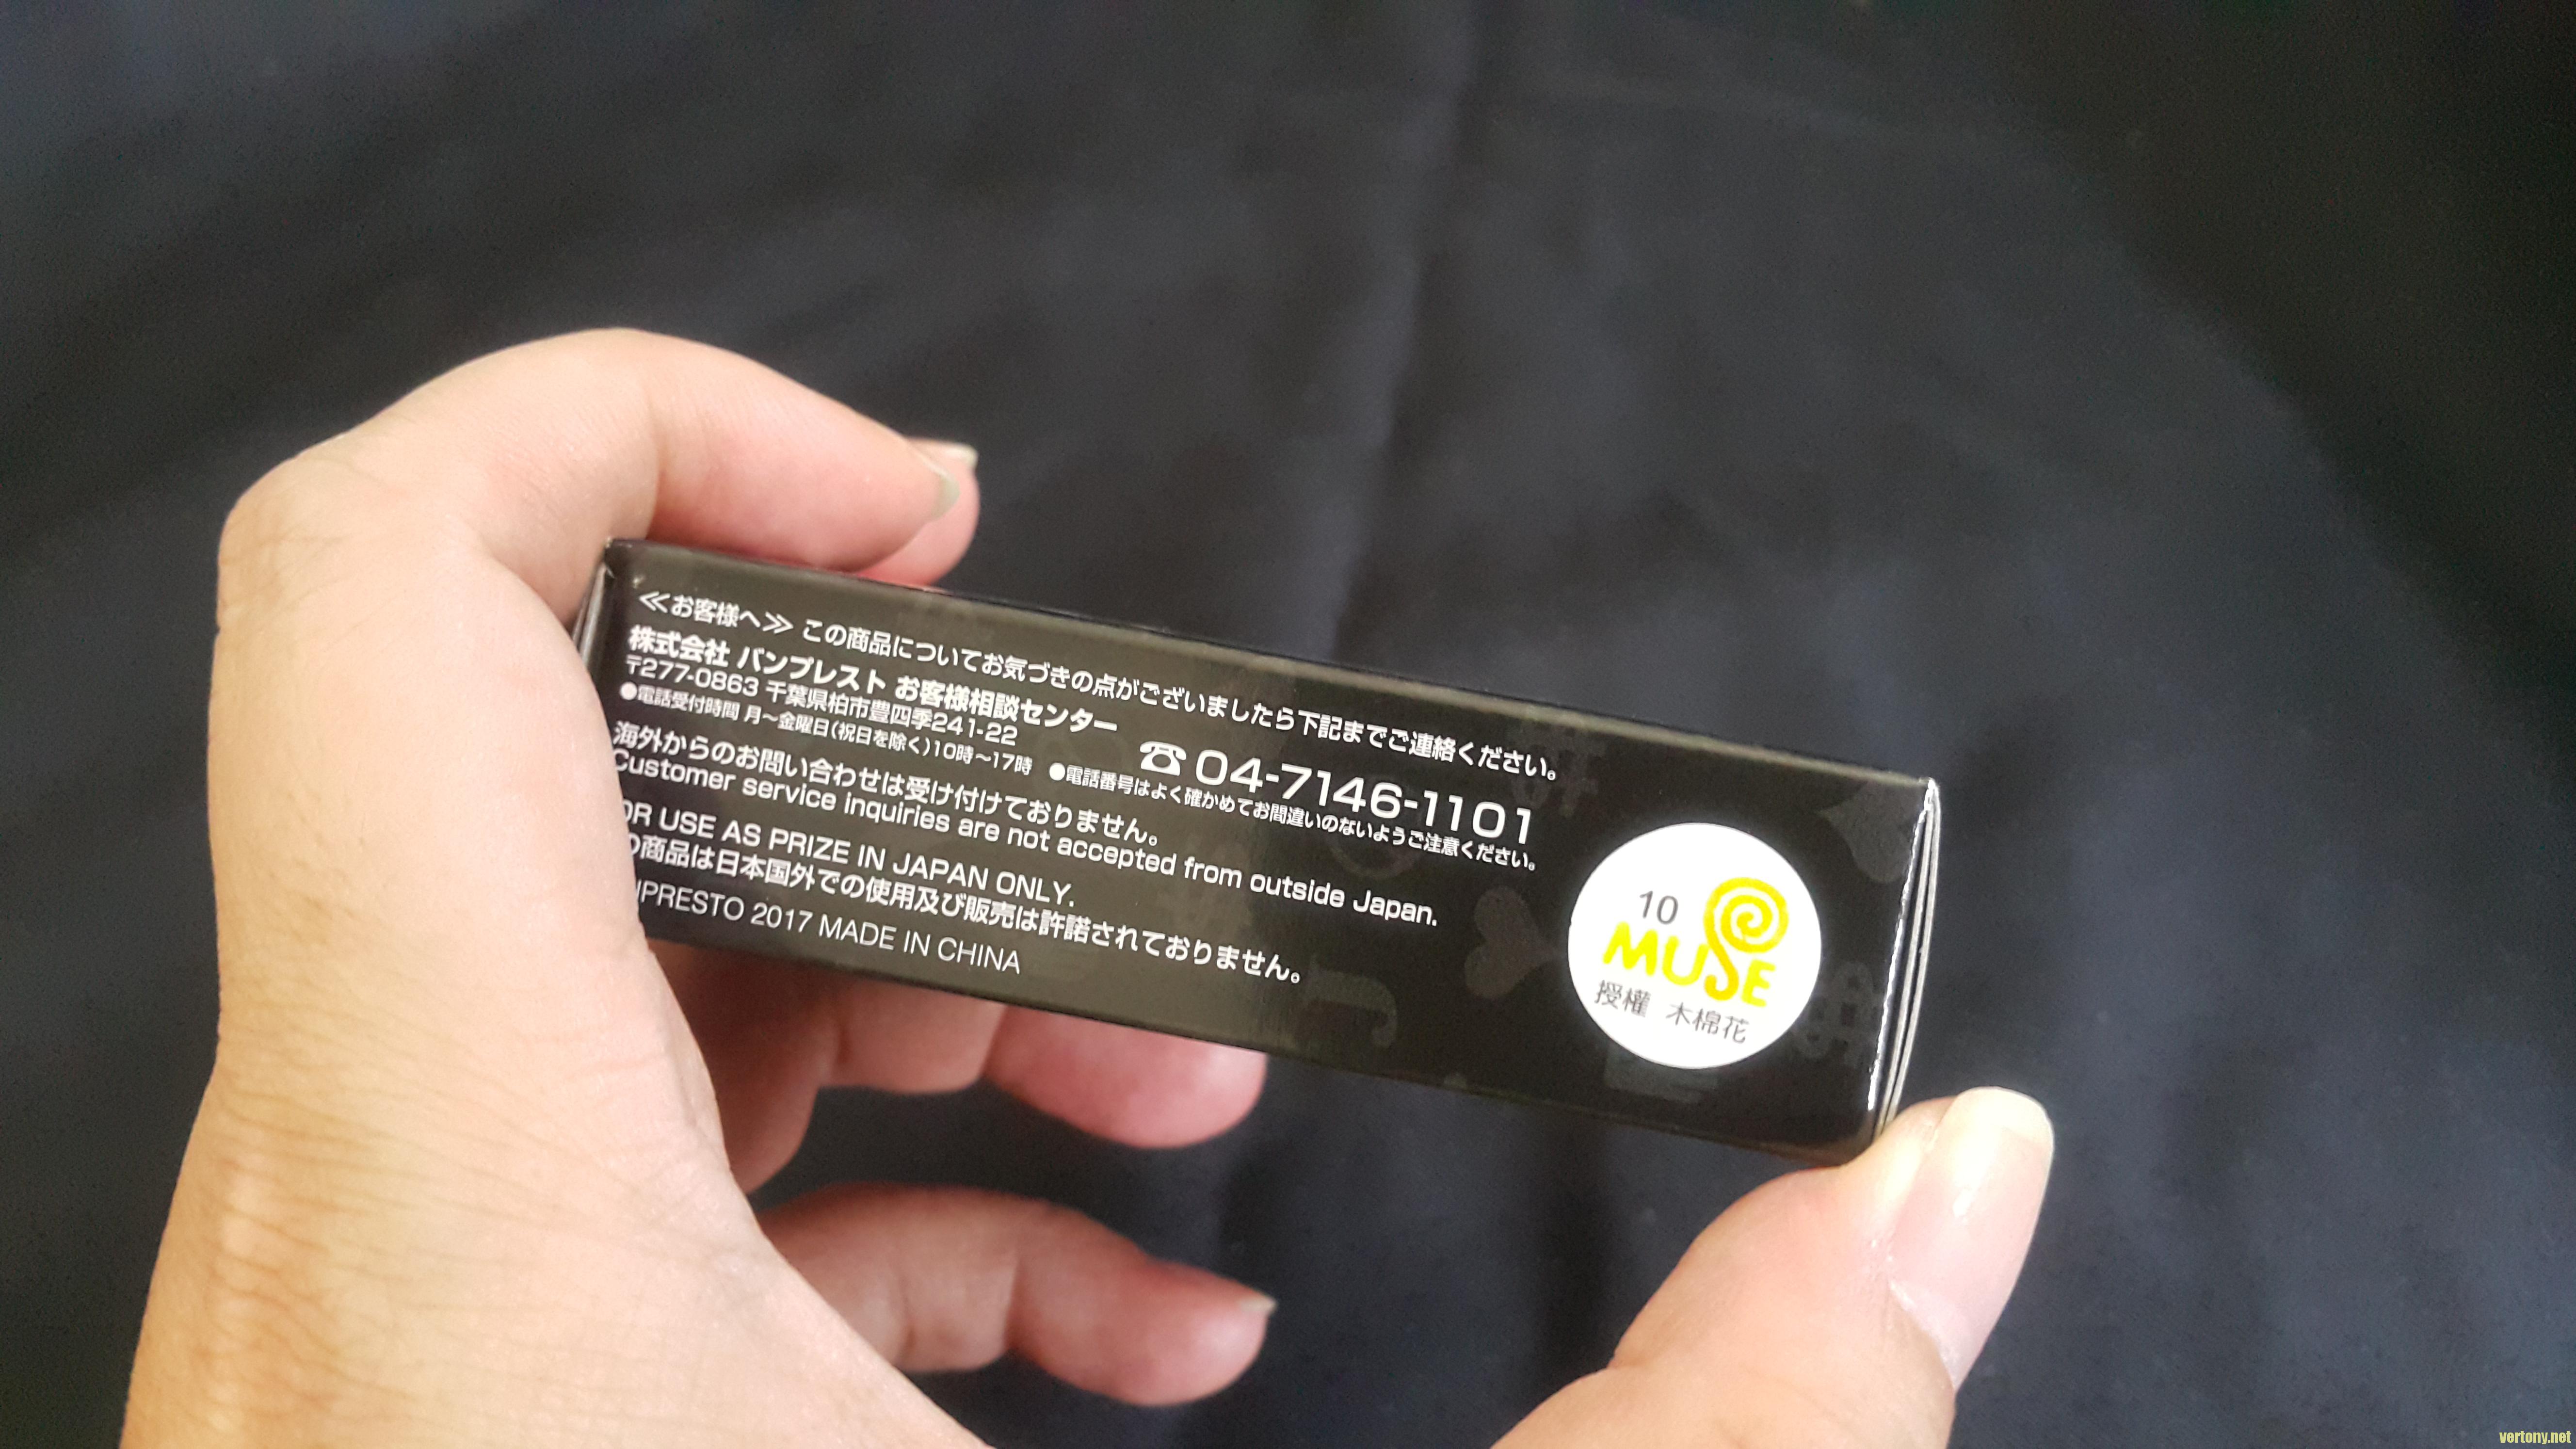 ≪お客様へ≫ この商品についてお気づきの点がございましたら下記までご連絡ください。
株式会社 バンプレスト お客様相談センター
〒277-0863 千葉県柏市豊四季241-22
☎04-7146-1101
●電話受付時間 月～金曜日(祝日を除く)10時～17時 ●電話番号はよく確かめてお間違いのないようご注意ください。
海外からのお問い合わせは受け付けておりません。
Customer service inquiries are not accepted from outside Japan.
OR USE AS PRIZE IN JAPAN ONLY.
の商品は日本国外での使用及び販売は許諾されておりません。
NPRESTO 2017 MADE IN CHINA
10
MUSE
授權 木棉花
vertony.net